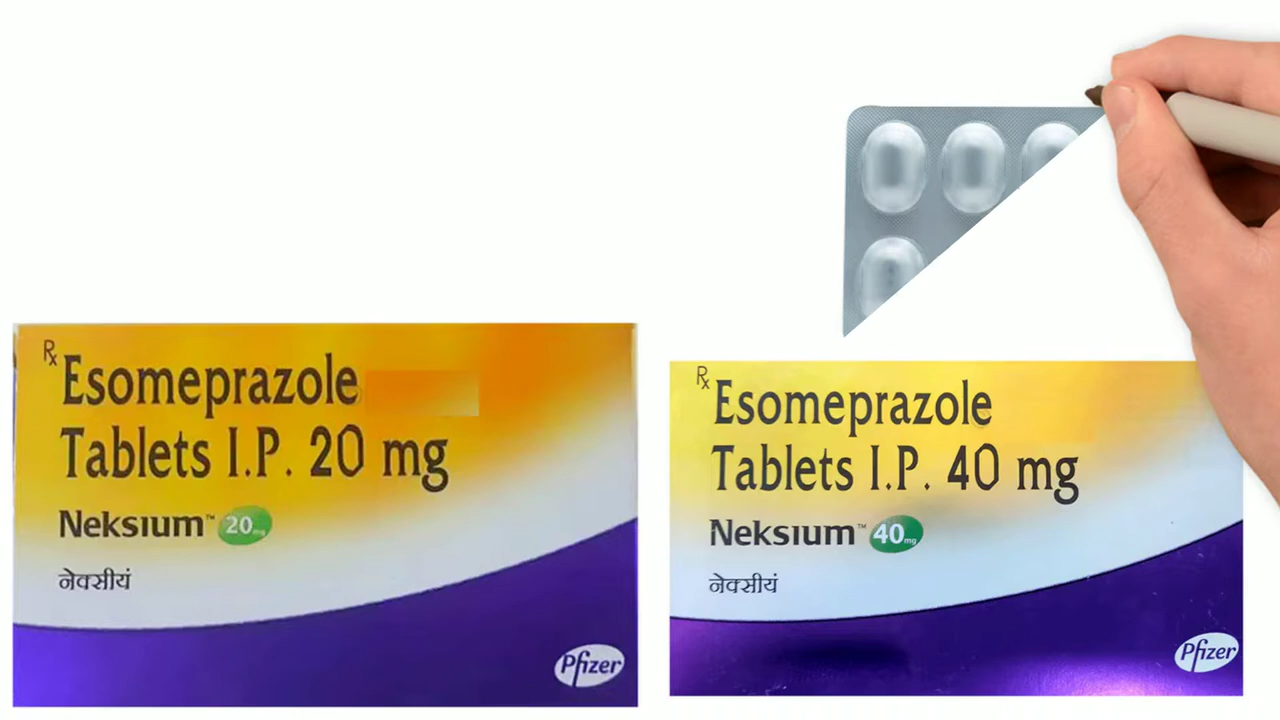 Rx Esomeprazole
Tablets I.P. 20 mg
Neksium™ 20mg
नेक्सीयं
Pfizer
Rx Esomeprazole
Tablets I.P. 40 mg
Neksium™ 40mg
नेक्सीयं
Pfizer